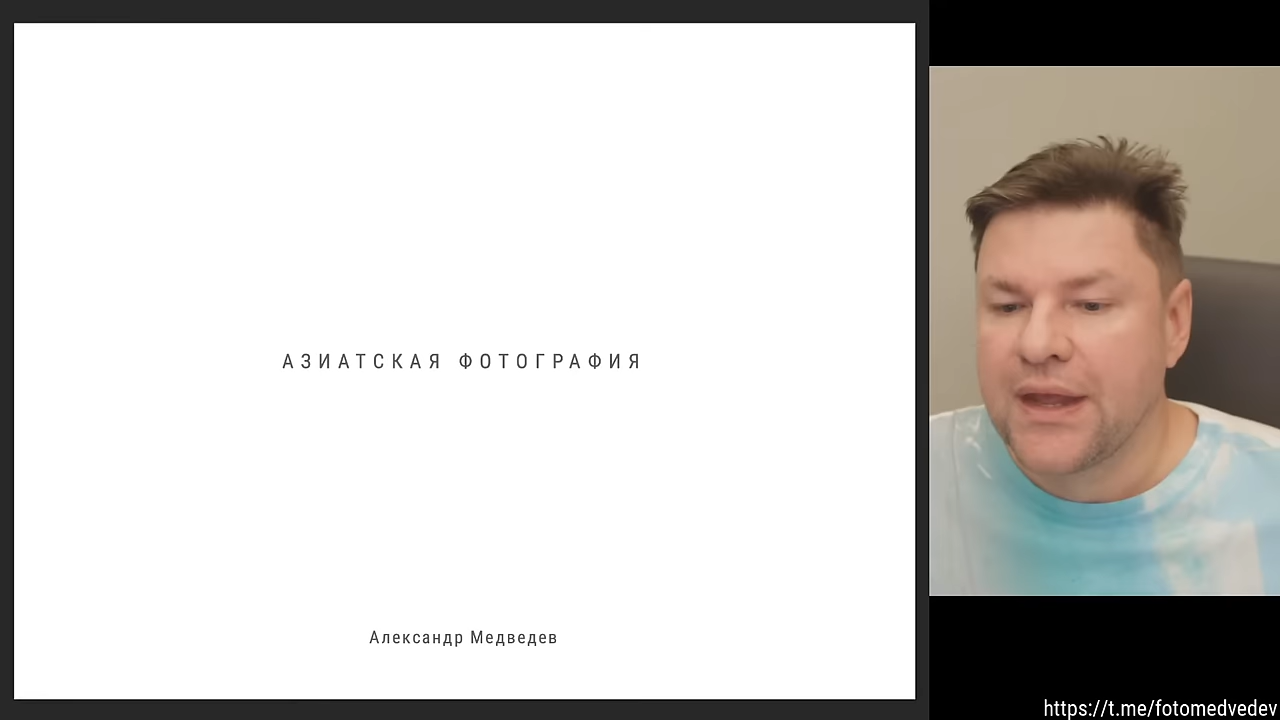 АЗИАТСКАЯ ФОТОГРАФИЯ
Александр Медведев
https://t.me/fotomedvedev